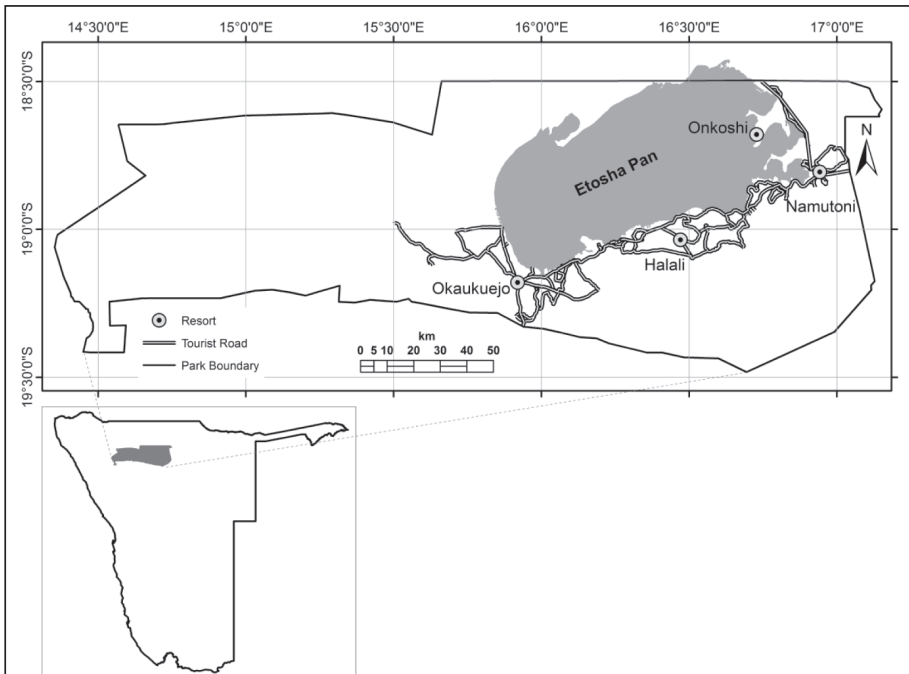 14°30'0"E 15°0'0"E 15°30'0"E 16°0'0"E 16°30'0"E 17°0'0"E
18°30'0"S
Onkoshi
N
Etosha Pan
Namutoni
19°0'0"S
Halali
Okaukuejo
Resort
Tourist Road
km
Park Boundary
0 5 10 20 30 40 50
19°30'0"S